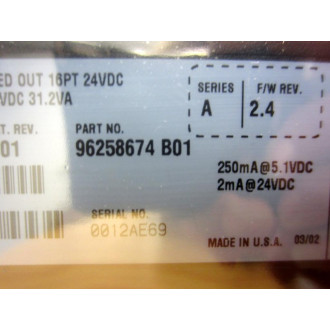 ED OUT 16PT 24VDC
VDC 31.2VA
SERIES
A
F/W REV.
2.4
T. REV.
01
PART NO.
96258674 B01
250mA@5.1VDC
2mA@24VDC
SERIAL NO.
0012AE69
MADE IN U.S.A. 03/02